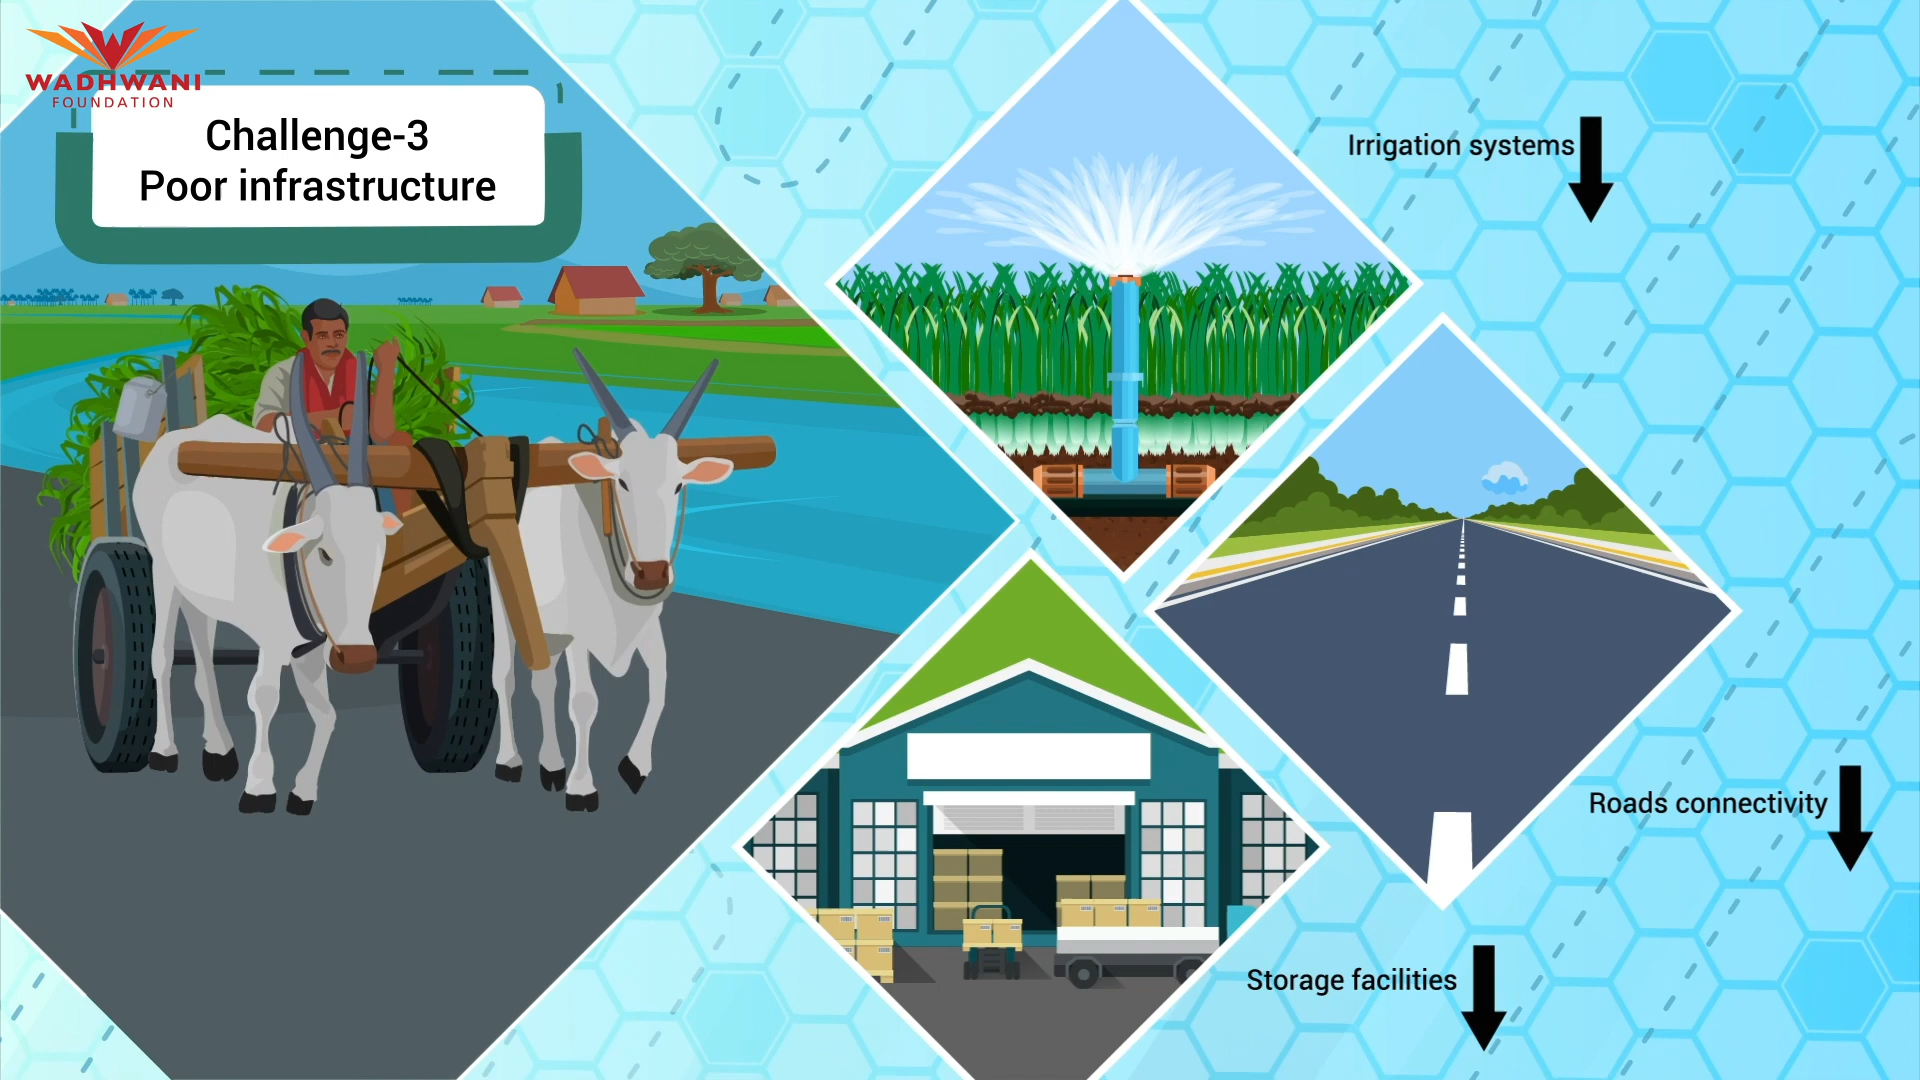 WADHWANI
FOUNDATION
Challenge-3
Poor infrastructure
Irrigation systems
Roads connectivity
Storage facilities